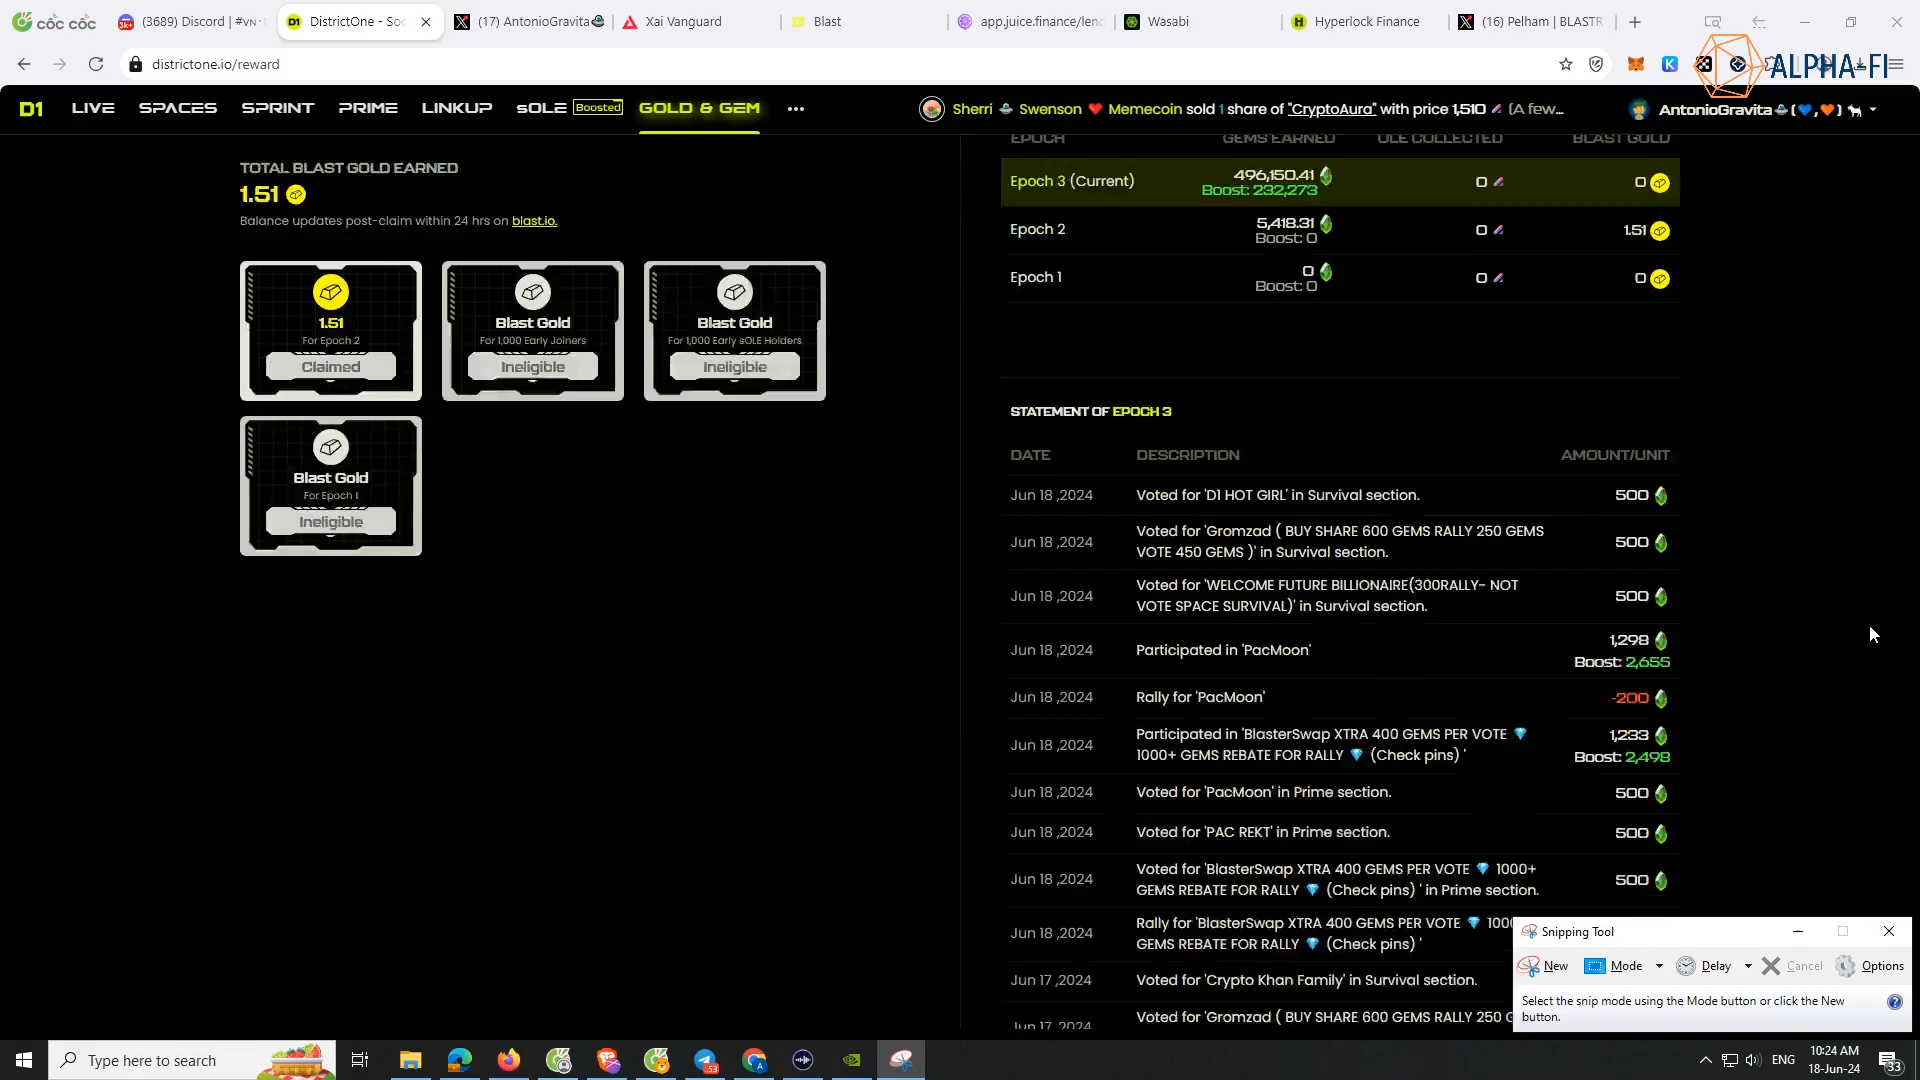 cốc cốc
(3689) Discord | #vn
DistrictOne - Soc
(17) AntonioGravita
Xai Vanguard
Blast
app.juice.finance/lend
Wasabi
Hyperlock Finance
(16) Pelham | BLASTR
districtone.io/reward
ALPHA-FI
D1
LIVE
SPACES
SPRINT
PRIME
LINKUP
sOLE Boosted
GOLD & GEM
Sherri Swenson Memecoin sold 1 share of "CryptoAura" with price 1,510 (A few...
AntonioGravita
TOTAL BLAST GOLD EARNED
1.51
Balance updates post-claim within 24 hrs on blast.io.
1.51
For Epoch 2
Claimed
Blast Gold
For 1,000 Early Joiners
Ineligible
Blast Gold
For 1,000 Early sOLE Holders
Ineligible
Blast Gold
For Epoch 1
Ineligible
EPOCH GEMS EARNED OLE COLLECTED BLAST GOLD
Epoch 3 (Current) 496,150.41 0 0
Boost: 232,273
Epoch 2 5,418.31 0 1.51
Boost: 0
Epoch 1 0 0 0
Boost: 0
STATEMENT OF EPOCH 3
DATE DESCRIPTION AMOUNT/UNIT
Jun 18 ,2024 Voted for 'D1 HOT GIRL' in Survival section. 500
Jun 18 ,2024 Voted for 'Gromzad ( BUY SHARE 600 GEMS RALLY 250 GEMS
VOTE 450 GEMS )' in Survival section. 500
Jun 18 ,2024 Voted for 'WELCOME FUTURE BILLIONAIRE(300RALLY- NOT
VOTE SPACE SURVIVAL)' in Survival section. 500
Jun 18 ,2024 Participated in 'PacMoon' 1,298
Boost: 2,655
Jun 18 ,2024 Rally for 'PacMoon' -200
Jun 18 ,2024 Participated in 'BlasterSwap XTRA 400 GEMS PER VOTE 💎 1,233
1000+ GEMS REBATE FOR RALLY 💎 (Check pins) ' Boost: 2,498
Jun 18 ,2024 Voted for 'PacMoon' in Prime section. 500
Jun 18 ,2024 Voted for 'PAC REKT' in Prime section. 500
Jun 18 ,2024 Voted for 'BlasterSwap XTRA 400 GEMS PER VOTE 💎 1000+
GEMS REBATE FOR RALLY 💎 (Check pins) ' in Prime section. 500
Jun 18 ,2024 Rally for 'BlasterSwap XTRA 400 GEMS PER VOTE 💎 100
GEMS REBATE FOR RALLY 💎 (Check pins) '
Jun 17 ,2024 Voted for 'Crypto Khan Family' in Survival section.
Jun 17 ,2024 Voted for 'Gromzad ( BUY SHARE 600 GEMS RALLY 250 G
Snipping Tool
New Mode Delay Cancel Options
Select the snip mode using the Mode button or click the New
button.
Type here to search
ENG
10:24 AM
18-Jun-24
33